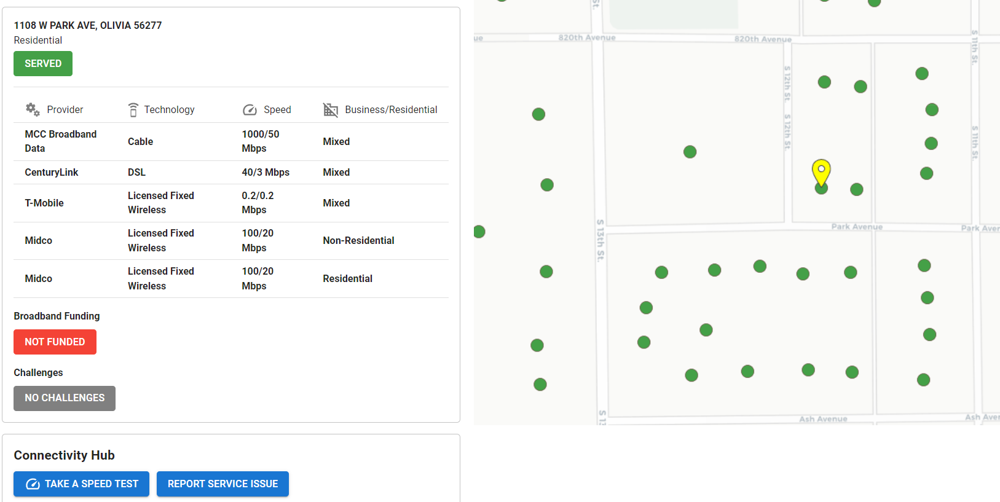 1108 W PARK AVE, OLIVIA 56277
Residential
SERVED
Provider Technology Speed Business/Residential
MCC Broadband
Data
Cable
1000/50
Mbps
Mixed
CenturyLink DSL 40/3 Mbps Mixed
T-Mobile
Licensed Fixed
Wireless
0.2/0.2
Mbps
Mixed
Midco
Licensed Fixed
Wireless
100/20
Mbps
Non-Residential
Midco
Licensed Fixed
Wireless
100/20
Mbps
Residential
Broadband Funding
NOT FUNDED
Challenges
NO CHALLENGES
Connectivity Hub
TAKE A SPEED TEST
REPORT SERVICE ISSUE
St.
ue
820th Avenue
820th Avenue
S 11th St.
S 12th St.
S 12th St.
S 11th St.
S 13th St.
Park Avenue
Park Aven
S 13
Ash Avenue
Ash Aven